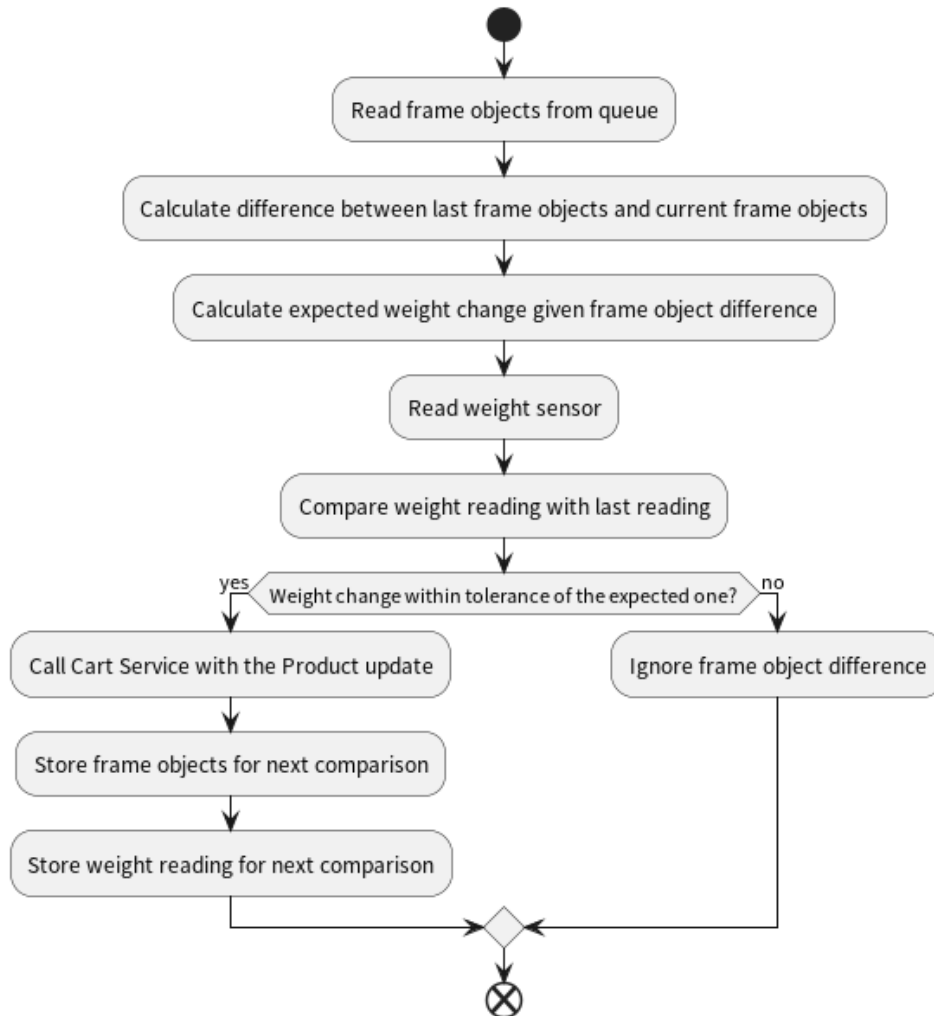 Read frame objects from queue
Calculate difference between last frame objects and current frame objects
Calculate expected weight change given frame object difference
Read weight sensor
Compare weight reading with last reading
yes
Weight change within tolerance of the expected one?
no
Call Cart Service with the Product update
Ignore frame object difference
Store frame objects for next comparison
Store weight reading for next comparison